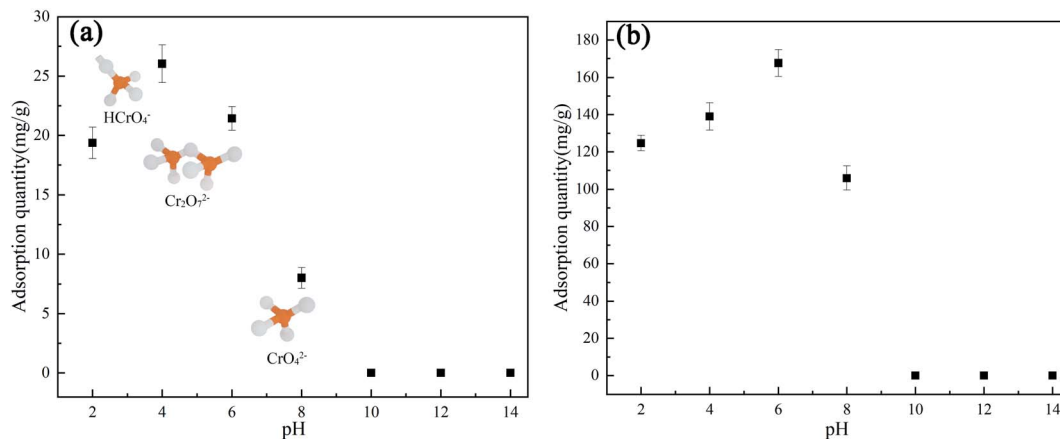 (a)
30
25
20
15
10
5
0
Adsorption quantity(mg/g)
HCrO₄⁻
Cr₂O₇²⁻
CrO₄²⁻
2 4 6 8 10 12 14
pH
(b)
180
160
140
120
100
80
60
40
20
0
Adsorption quantity(mg/g)
2 4 6 8 10 12 14
pH